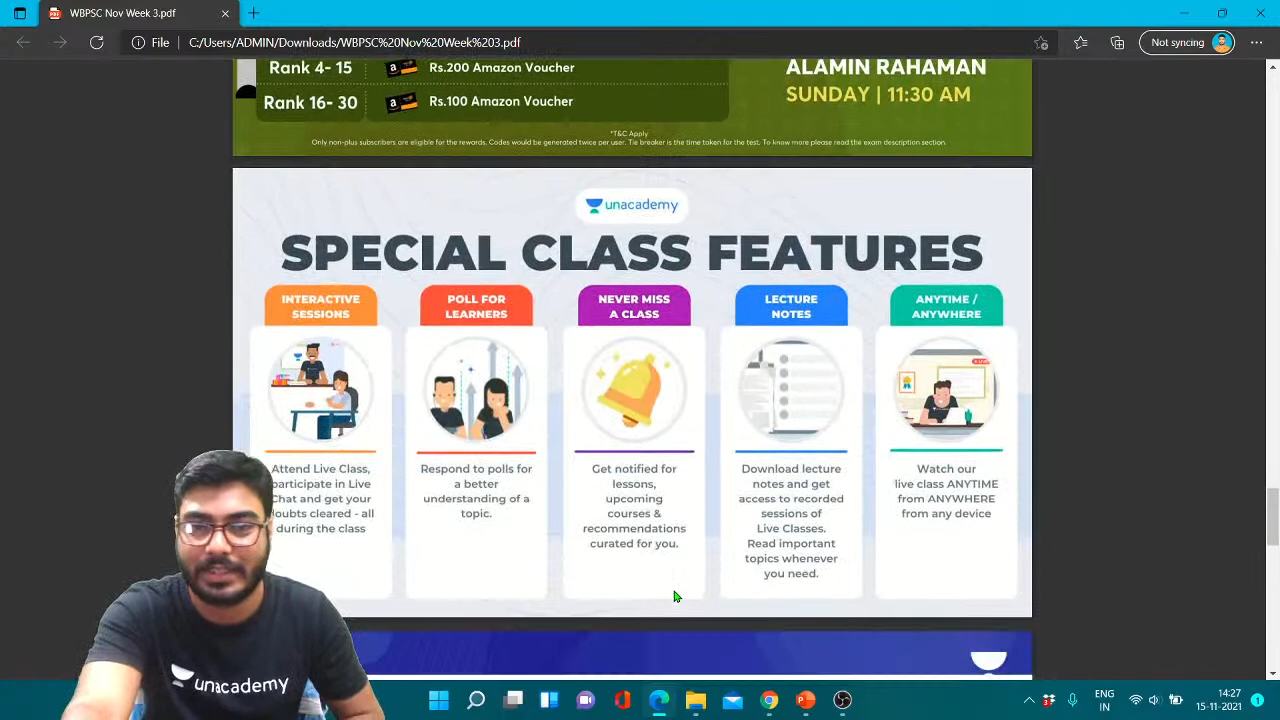 WBPSC Nov Week 3.pdf
File
C:/Users/ADMIN/Downloads/WBPSC%20Nov%20Week%203.pdf
Not syncing
Rank 4- 15
Rs.200 Amazon Voucher
Rank 16- 30
Rs.100 Amazon Voucher
ALAMIN RAHAMAN
SUNDAY | 11:30 AM
*T&C Apply
Only non-plus subscribers are eligible for the rewards. Codes would be generated twice per user. Tie breaker is the time taken for the test. To know more please read the exam description section.
unacademy
SPECIAL CLASS FEATURES
INTERACTIVE
SESSIONS
Attend Live Class,
participate in Live
Chat and get your
doubts cleared - all
during the class
POLL FOR
LEARNERS
Respond to polls for
a better
understanding of a
topic.
NEVER MISS
A CLASS
Get notified for
lessons,
upcoming
courses &
recommendations
curated for you.
LECTURE
NOTES
Download lecture
notes and get
access to recorded
sessions of
Live Classes.
Read important
topics whenever
you need.
ANYTIME /
ANYWHERE
LIVE
Watch our
live class ANYTIME
from ANYWHERE
from any device
unacademy
ENG
IN
14:27
15-11-2021